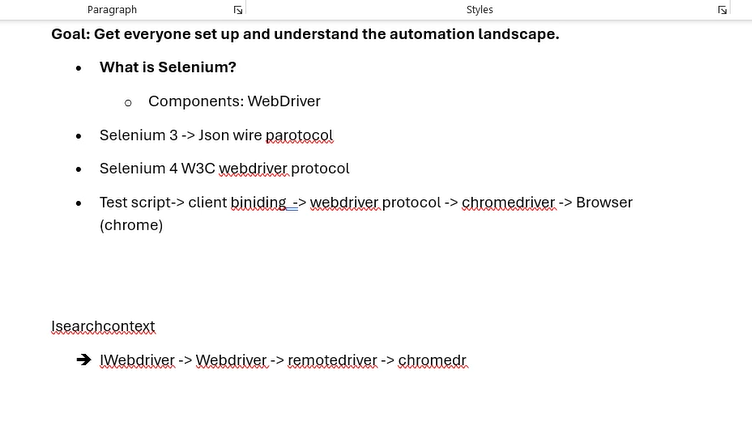 Paragraph Styles
Goal: Get everyone set up and understand the automation landscape.
• What is Selenium?
o Components: WebDriver
• Selenium 3 -> Json wire parotocol
• Selenium 4 W3C webdriver protocol
• Test script-> client biniding -> webdriver protocol -> chromedriver -> Browser
(chrome)
Isearchcontext
➔ IWebdriver -> Webdriver -> remotedriver -> chromedr